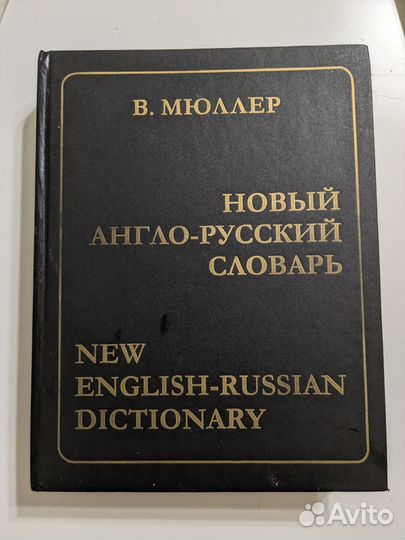 В. МЮЛЛЕР
НОВЫЙ
АНГЛО-РУССКИЙ
СЛОВАРЬ
NEW
ENGLISH-RUSSIAN
DICTIONARY
Avito